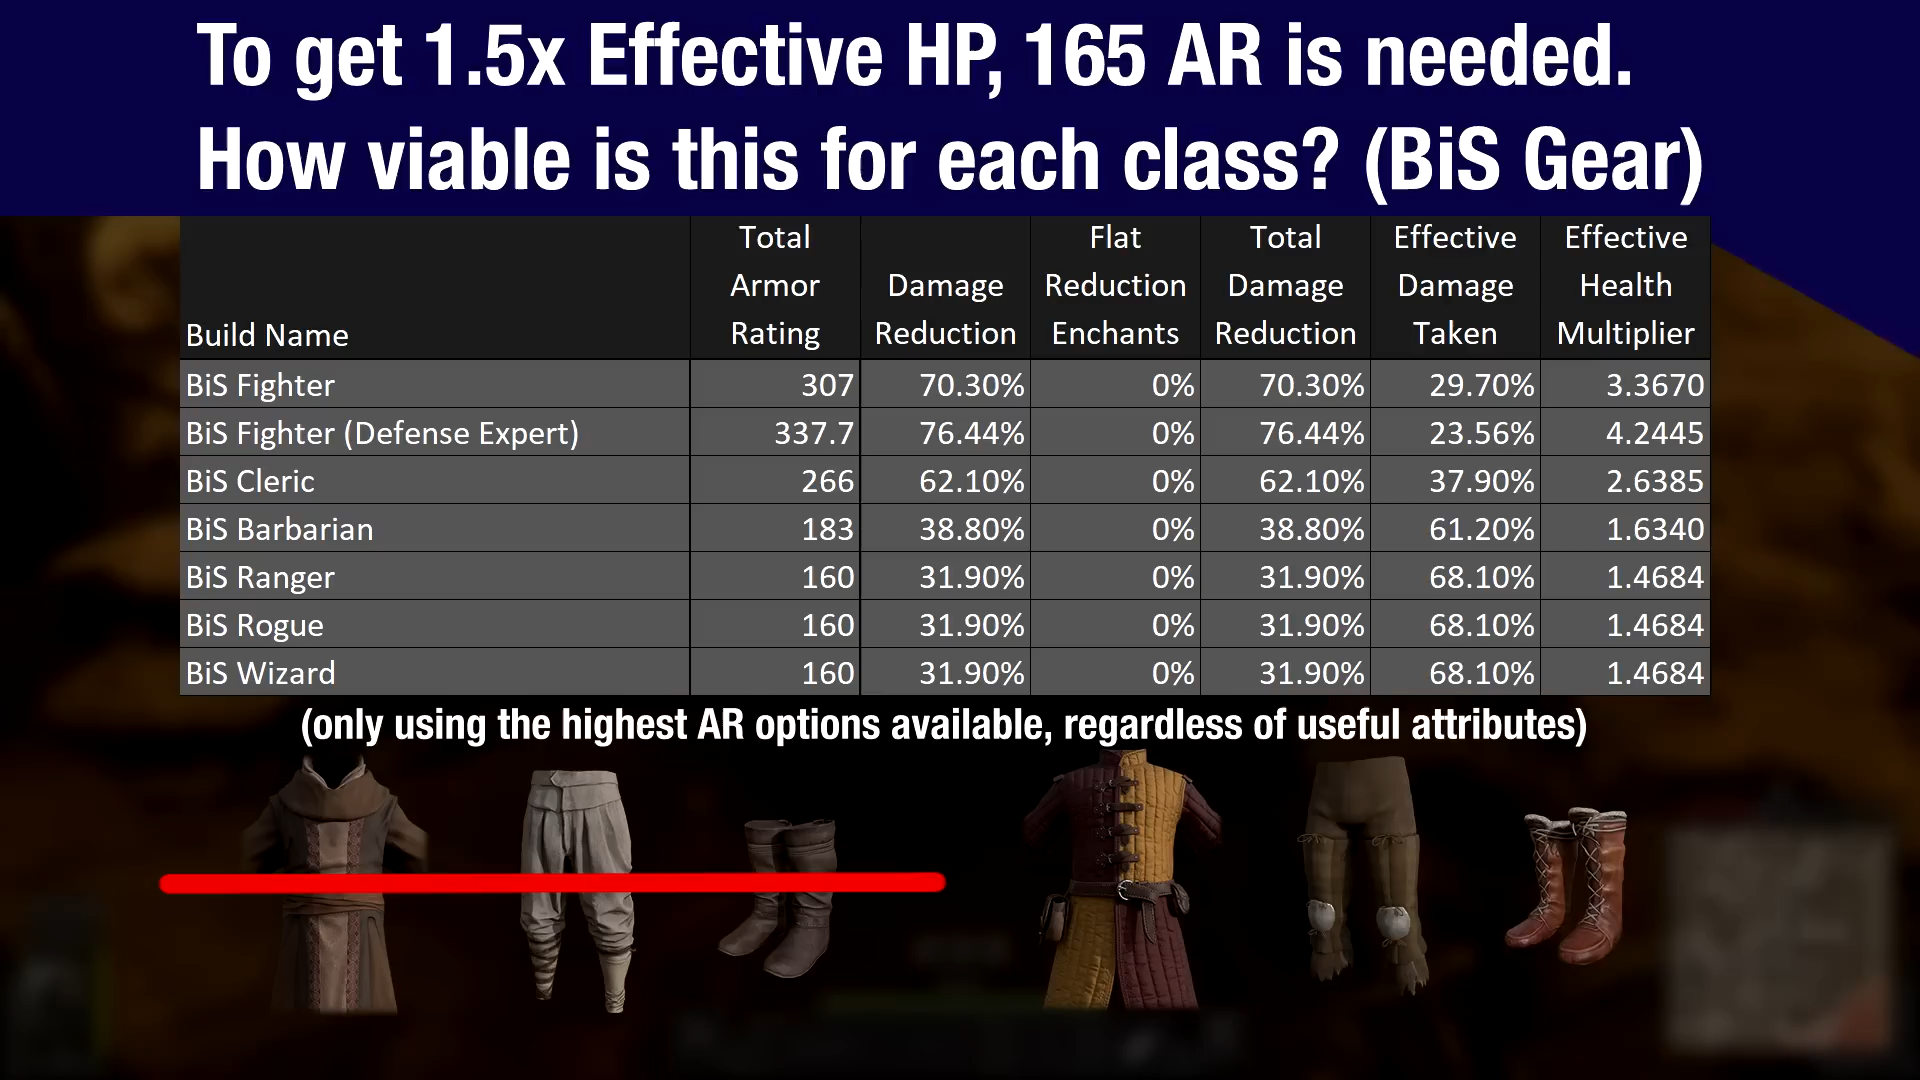 To get 1.5x Effective HP, 165 AR is needed.
How viable is this for each class? (BiS Gear)
Build Name Total Armor Rating Damage Reduction Flat Reduction Enchants Total Damage Reduction Effective Damage Taken Effective Health Multiplier
BiS Fighter 307 70.30% 0% 70.30% 29.70% 3.3670
BiS Fighter (Defense Expert) 337.7 76.44% 0% 76.44% 23.56% 4.2445
BiS Cleric 266 62.10% 0% 62.10% 37.90% 2.6385
BiS Barbarian 183 38.80% 0% 38.80% 61.20% 1.6340
BiS Ranger 160 31.90% 0% 31.90% 68.10% 1.4684
BiS Rogue 160 31.90% 0% 31.90% 68.10% 1.4684
BiS Wizard 160 31.90% 0% 31.90% 68.10% 1.4684
(only using the highest AR options available, regardless of useful attributes)